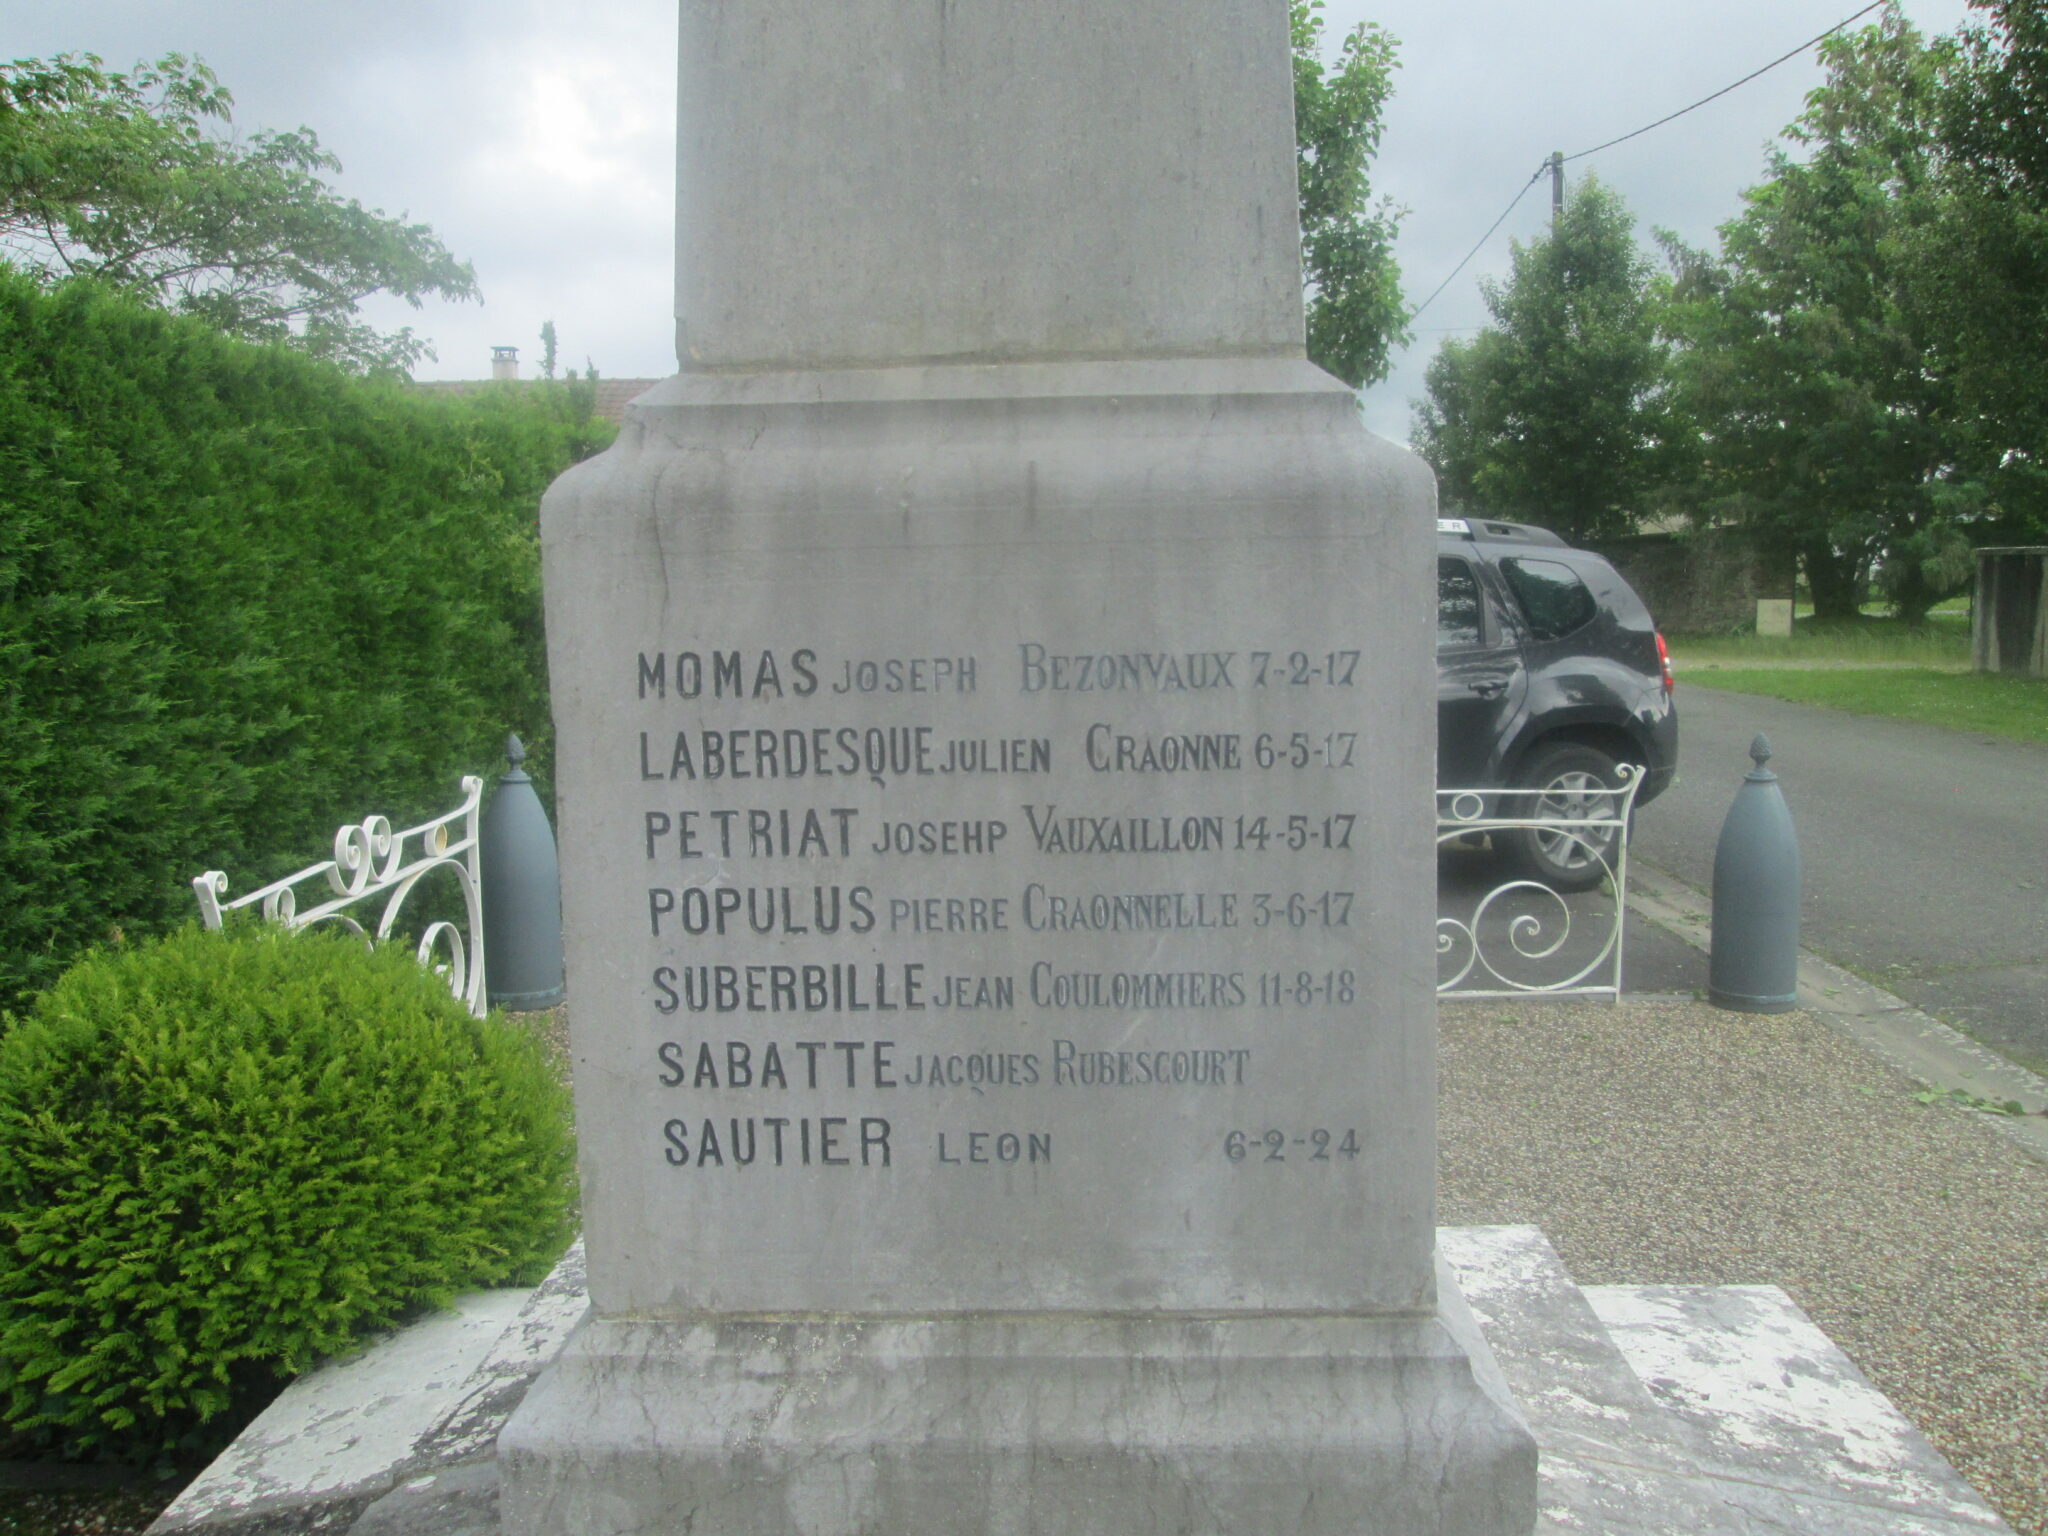 MOMAS JOSEPH BEZONVAUX 7-2-17
LABERDESQUE JULIEN CRAONNE 6-5-17
PETRIAT JOSEHP VAUXAILLON 14-5-17
POPULUS PIERRE CRAONNELLE 3-6-17
SUBERBILLE JEAN COULOMMIERS 11-8-18
SABATTE JACQUES RUBESCOURT
SAUTIER LEON 6-2-24